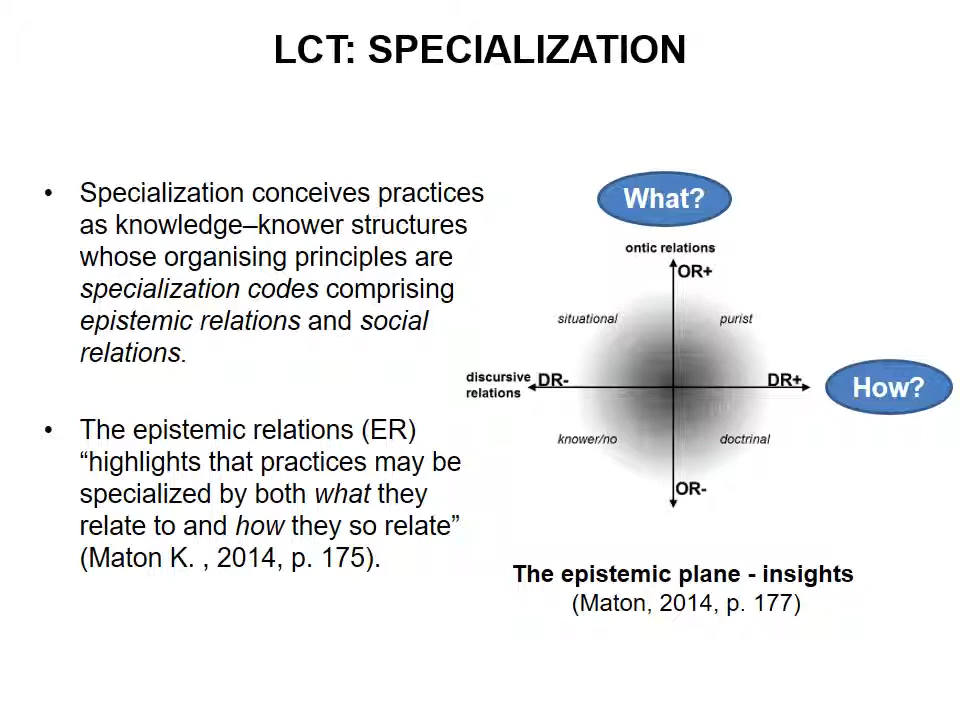 LCT: SPECIALIZATION
• Specialization conceives practices
as knowledge–knower structures
whose organising principles are
specialization codes comprising
epistemic relations and social
relations.
• The epistemic relations (ER)
“highlights that practices may be
specialized by both what they
relate to and how they so relate”
(Maton K. , 2014, p. 175).
What?
ontic relations
OR+
situational
purist
discursive
relations
DR-
DR+
How?
knower/no
doctrinal
OR-
The epistemic plane - insights
(Maton, 2014, p. 177)